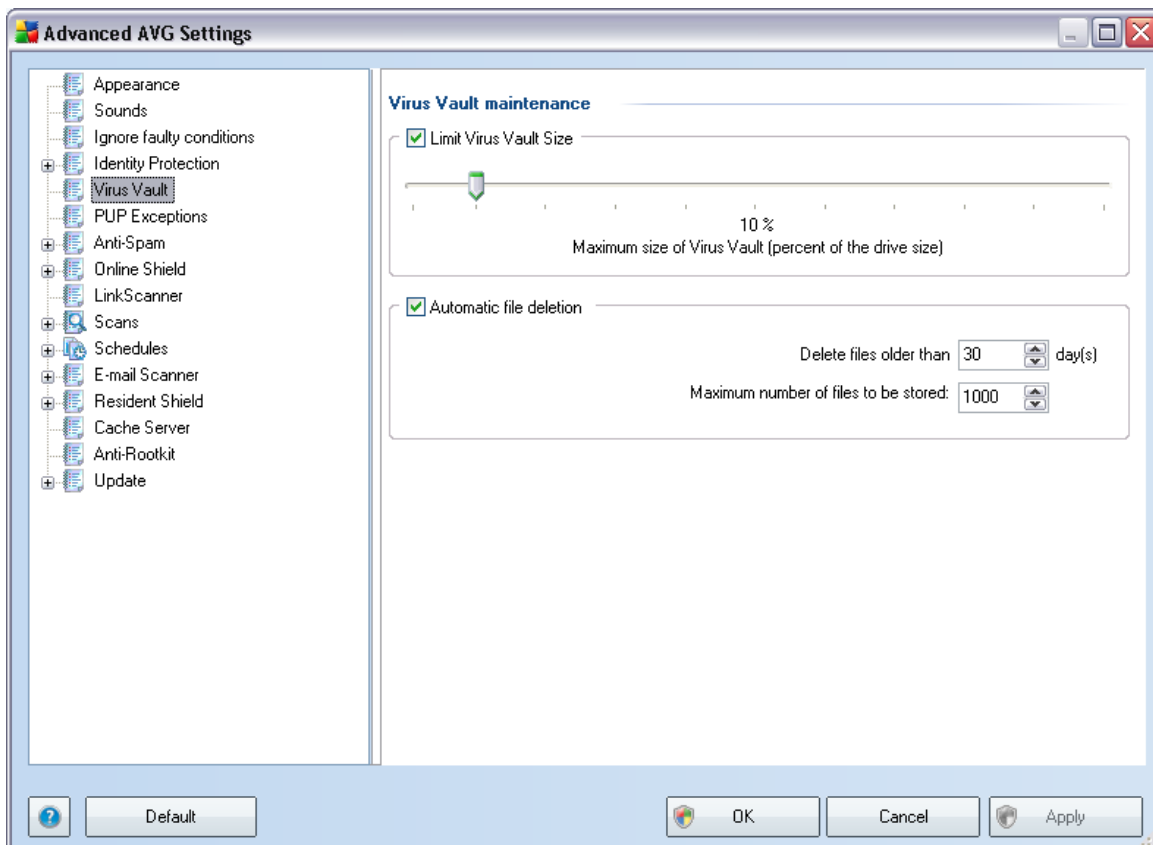 Advanced AVG Settings
Appearance
Sounds
Ignore faulty conditions
Identity Protection
Virus Vault
PUP Exceptions
Anti-Spam
Online Shield
LinkScanner
Scans
Schedules
E-mail Scanner
Resident Shield
Cache Server
Anti-Rootkit
Update
Virus Vault maintenance
Limit Virus Vault Size
10 %
Maximum size of Virus Vault (percent of the drive size)
Automatic file deletion
Delete files older than 30 day(s)
Maximum number of files to be stored: 1000
? Default OK Cancel Apply